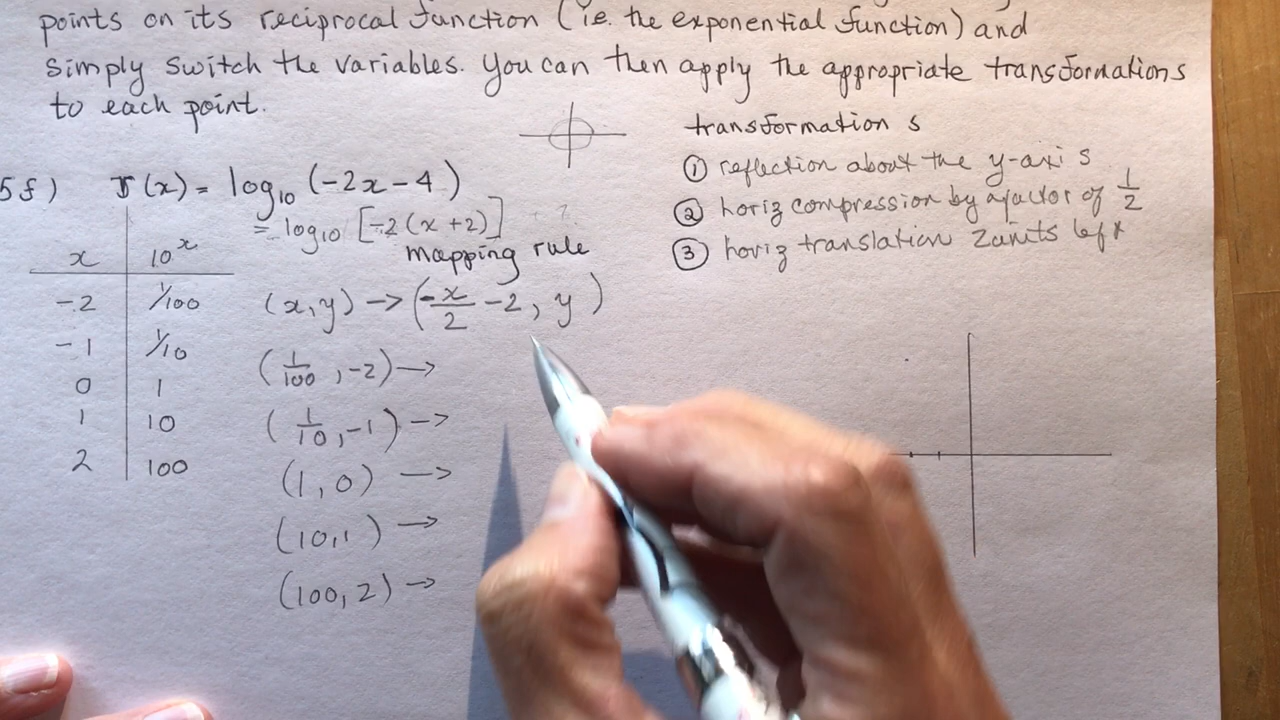 points on its reciprocal function (ie. the exponential function) and
simply switch the variables. You can then apply the appropriate transformations
to each point.
transformation s
① reflection about the y-axis
② horiz compression by a factor of 1/2
③ horiz translation 2 units left
5f) f(x) = log₁₀ (-2x-4)
= log₁₀ [-2(x+2)]
mapping rule
x 10^x
-2 1/100
-1 1/10
0 1
1 10
2 100
(x,y) -> (-x/2 -2, y)
(1/100, -2) ->
(1/10, -1) ->
(1, 0) ->
(10, 1) ->
(100, 2) ->